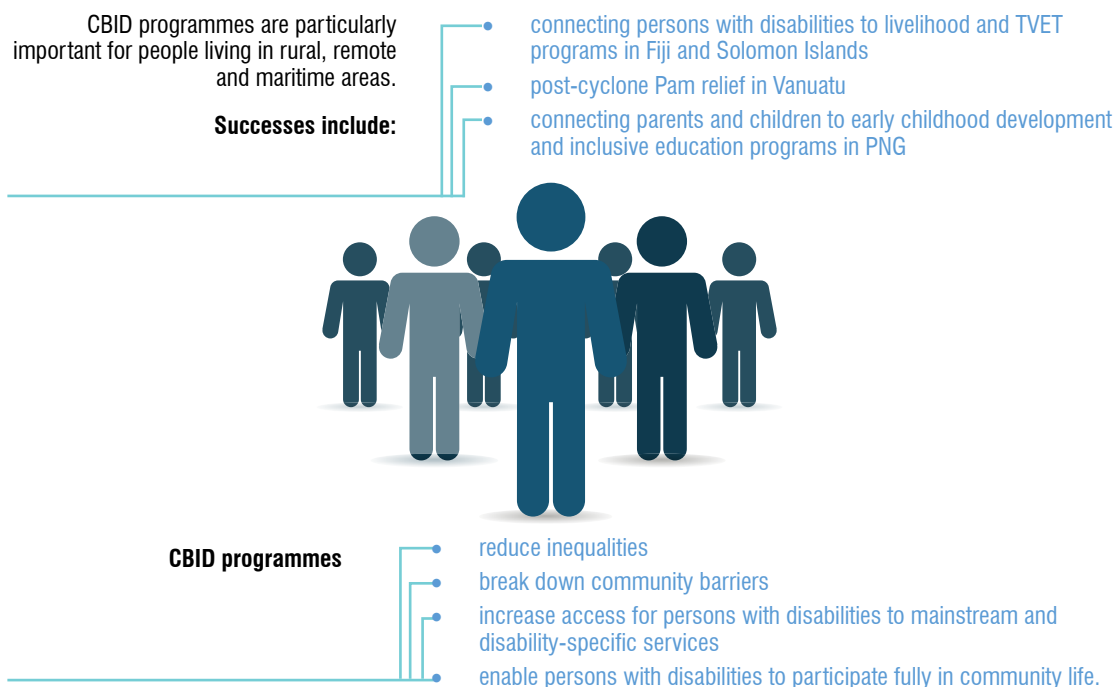 CBID programmes are particularly
important for people living in rural, remote
and maritime areas.
Successes include:
connecting persons with disabilities to livelihood and TVET
programs in Fiji and Solomon Islands
post-cyclone Pam relief in Vanuatu
connecting parents and children to early childhood development
and inclusive education programs in PNG
CBID programmes
reduce inequalities
break down community barriers
increase access for persons with disabilities to mainstream and
disability-specific services
enable persons with disabilities to participate fully in community life.